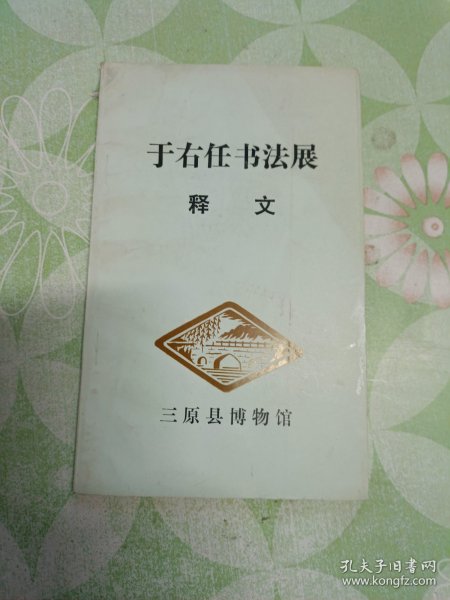 于右任书法展
释 文
三原县博物馆
孔夫子旧书网
www.kongfz.com